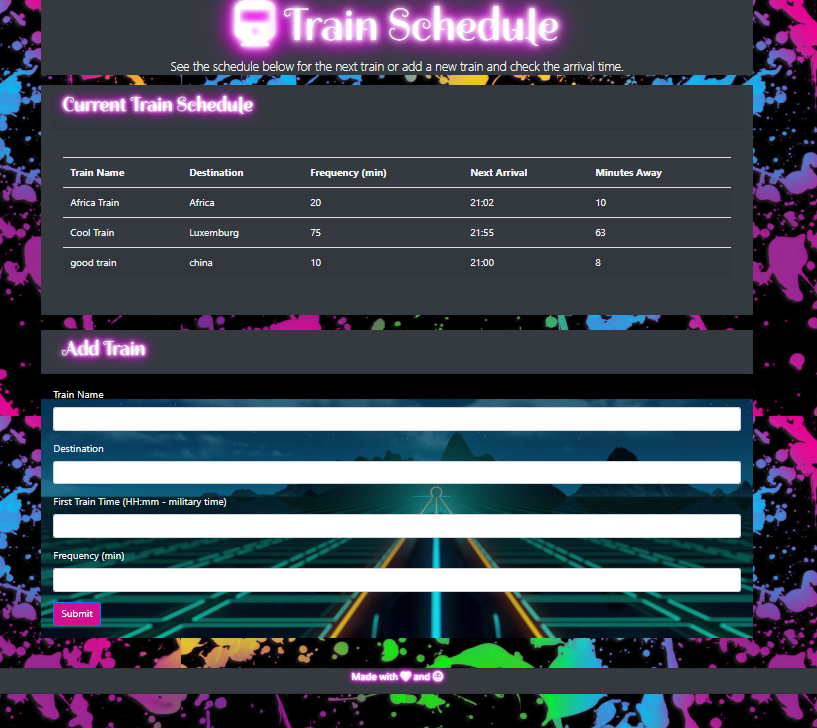 Train Schedule
See the schedule below for the next train or add a new train and check the arrival time.
Current Train Schedule
Train Name Destination Frequency (min) Next Arrival Minutes Away
Africa Train Africa 20 21:02 10
Cool Train Luxemburg 75 21:55 63
good train china 10 21:00 8
Add Train
Train Name
Destination
First Train Time (HH:mm - military time)
Frequency (min)
Submit
Made with and